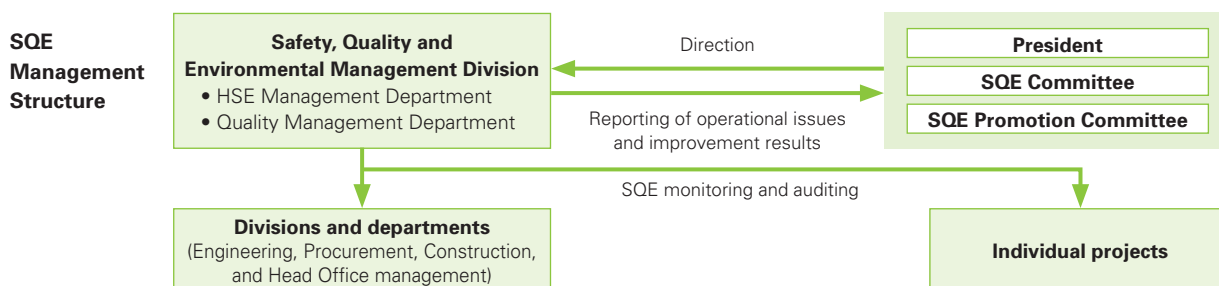 SQE
Management
Structure
Safety, Quality and
Environmental Management Division
• HSE Management Department
• Quality Management Department
Direction
Reporting of operational issues
and improvement results
President
SQE Committee
SQE Promotion Committee
SQE monitoring and auditing
Divisions and departments
(Engineering, Procurement, Construction,
and Head Office management)
Individual projects